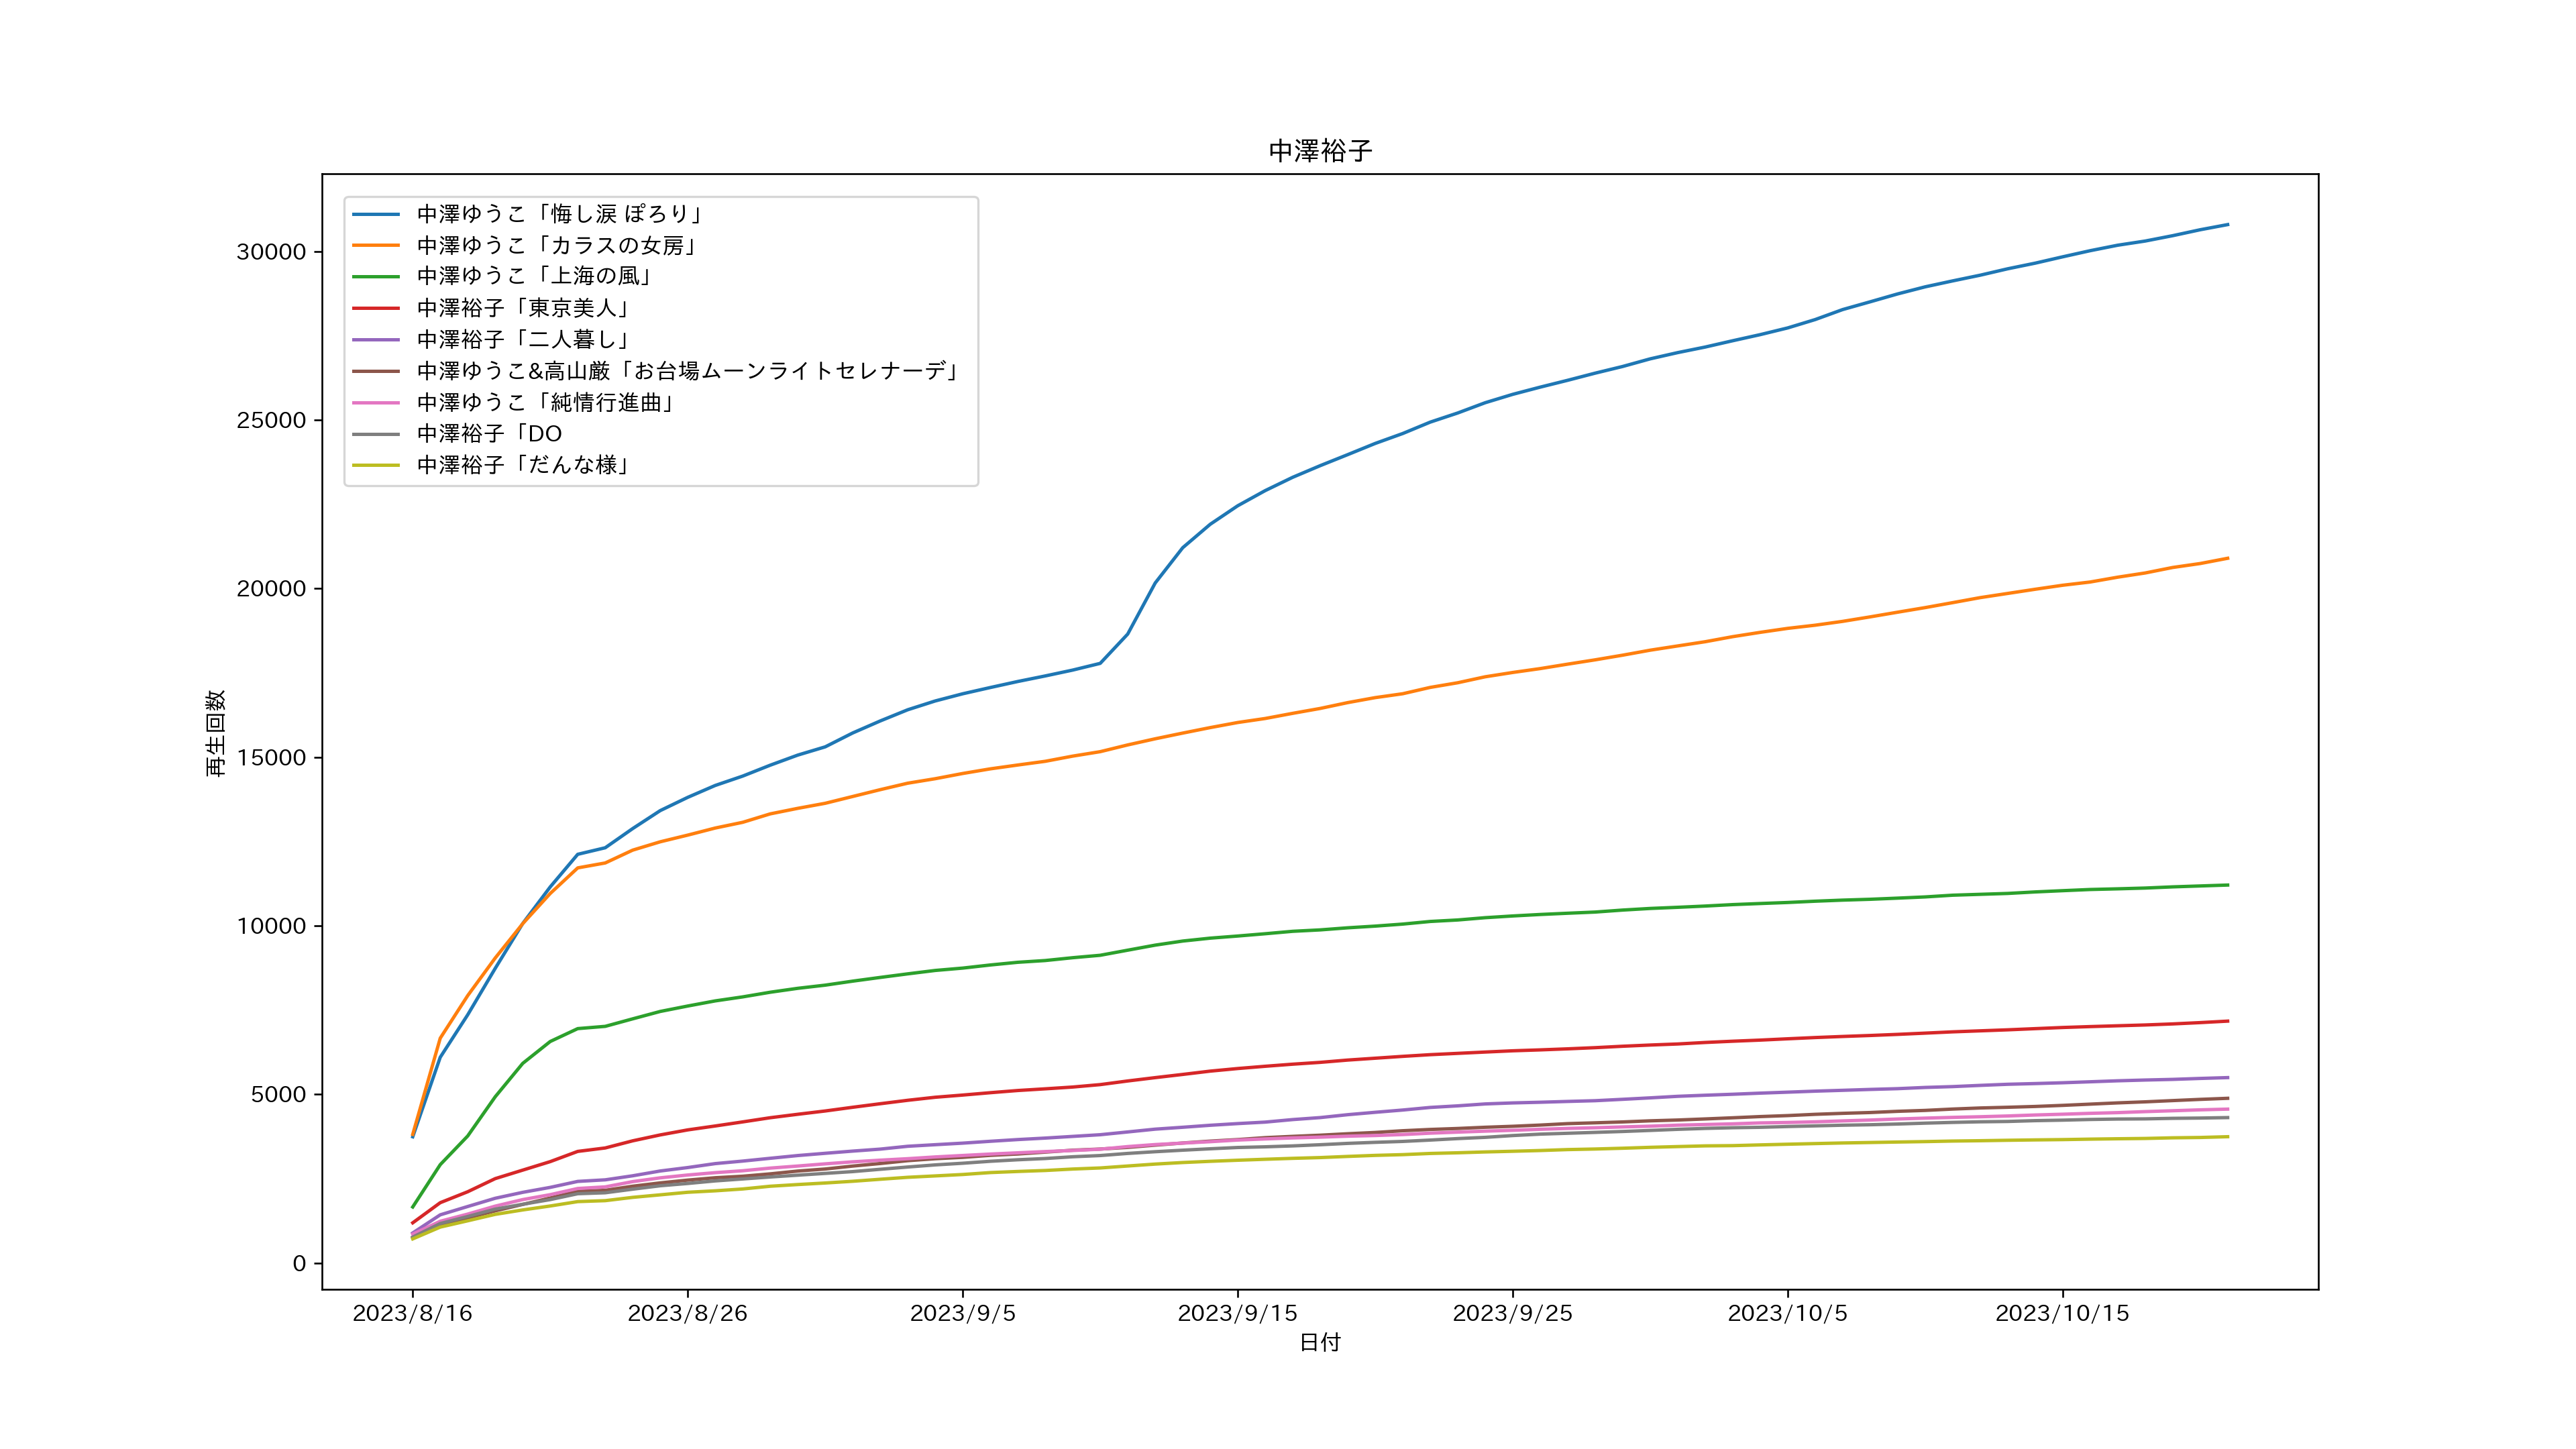 中澤裕子
中澤ゆうこ「悔し涙 ぽろり」
中澤ゆうこ「カラスの女房」
中澤ゆうこ「上海の風」
中澤裕子「東京美人」
中澤裕子「二人暮し」
中澤ゆうこ&高山厳「お台場ムーンライトセレナーデ」
中澤ゆうこ「純情行進曲」
中澤裕子「DO
中澤裕子「だんな様」
再生回数
30000
25000
20000
15000
10000
5000
0
2023/8/16 2023/8/26 2023/9/5 2023/9/15 2023/9/25 2023/10/5 2023/10/15
日付